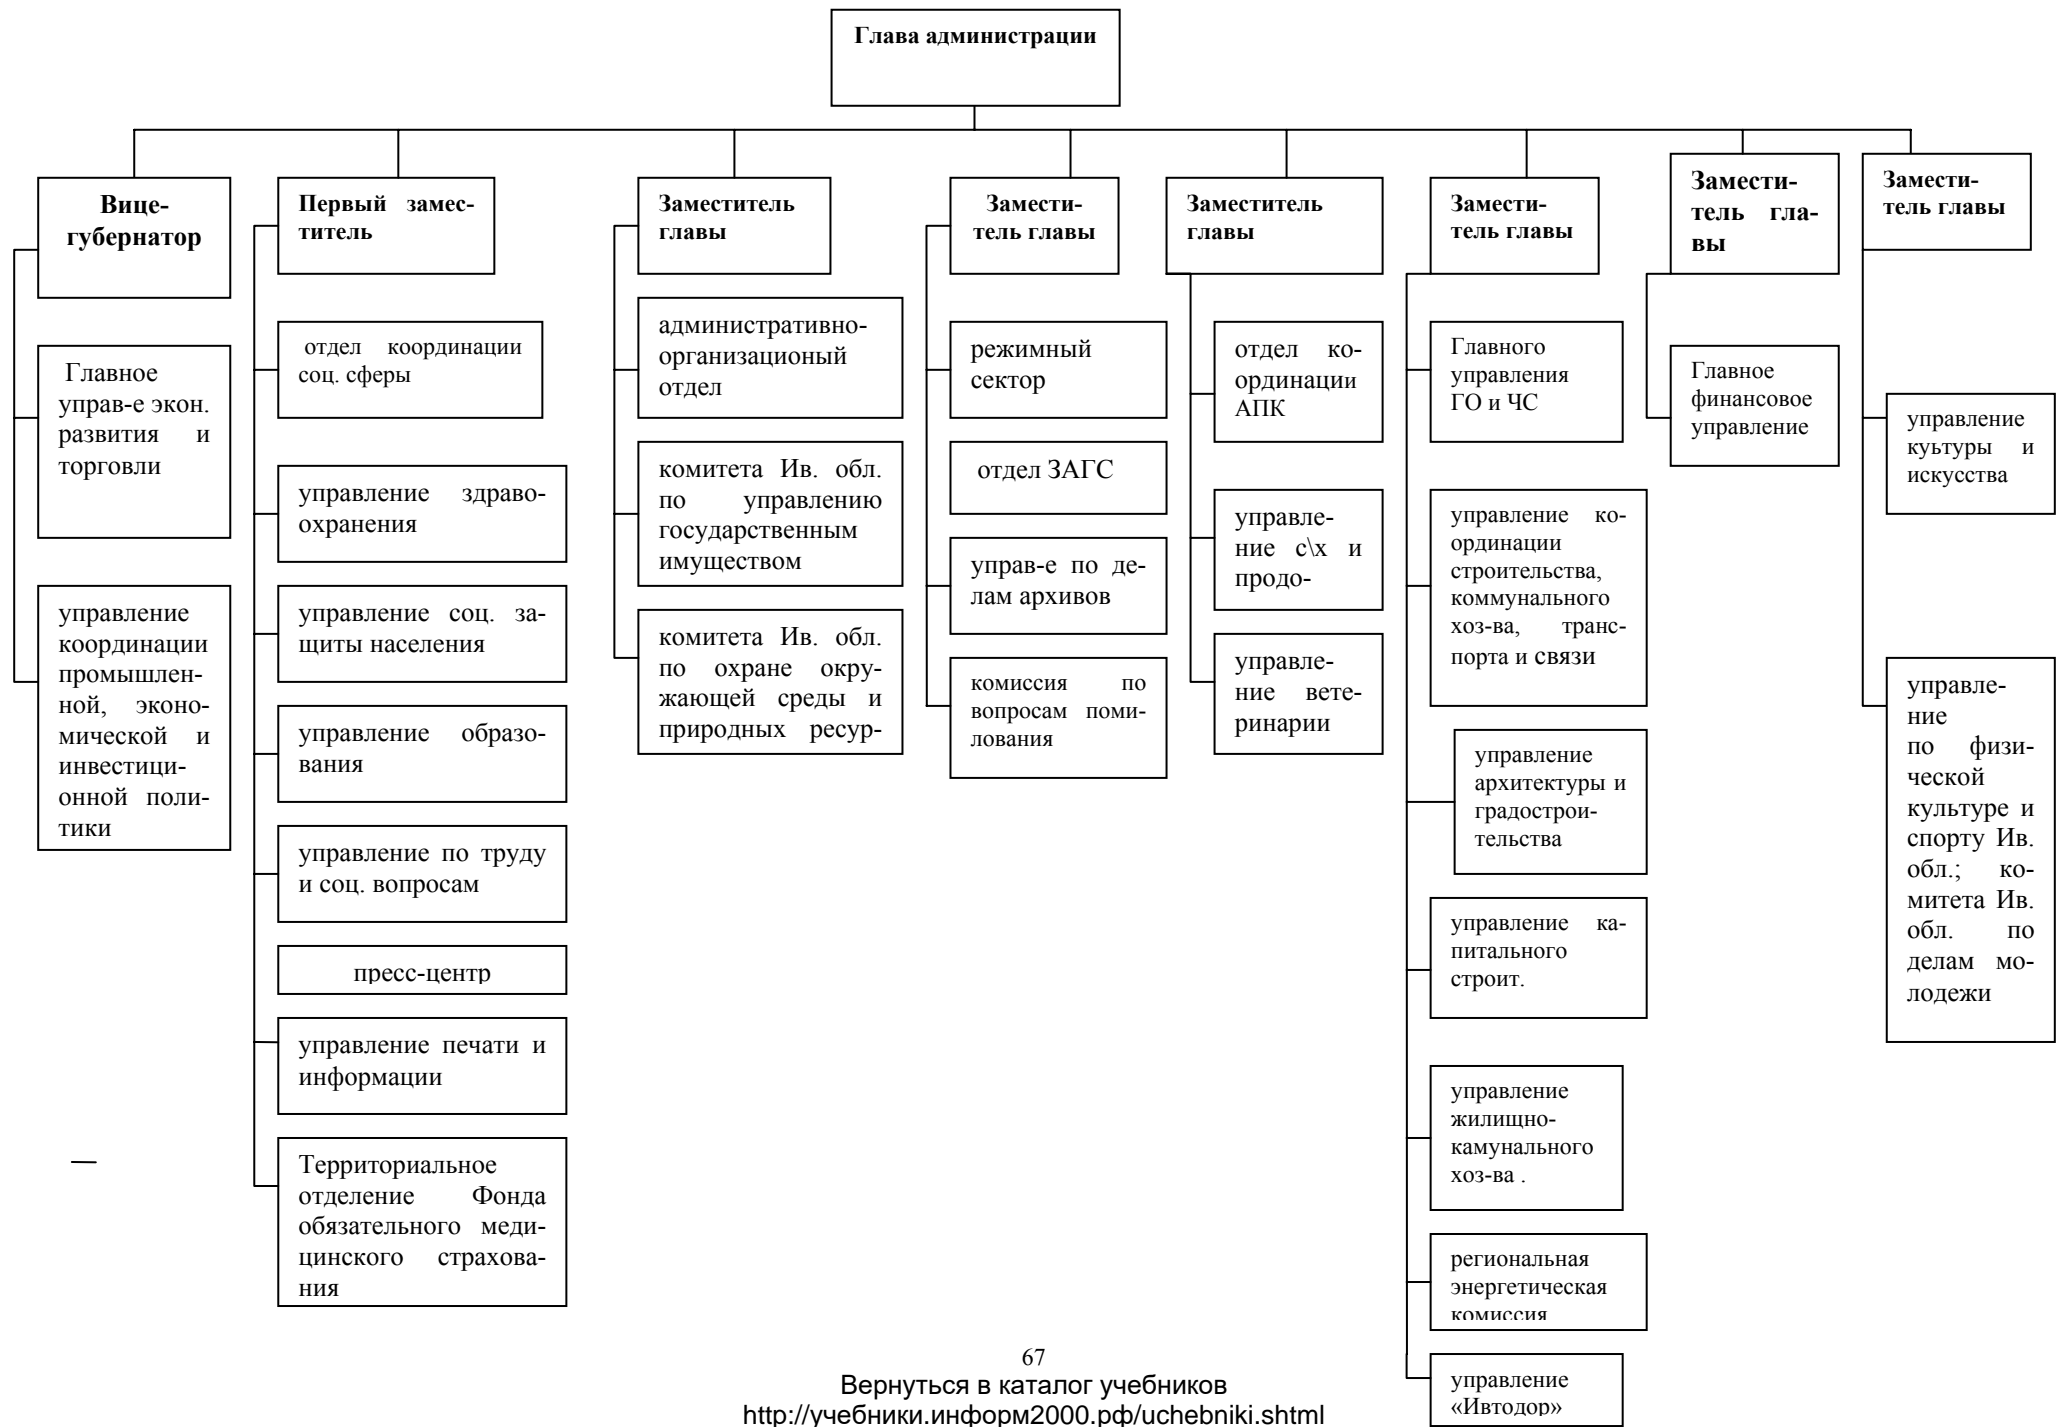 Глава администрации
Вице-
губернатор
Главное
управ-е экон.
развития и
торговли
управление
координации
промышлен-
ной, эконо-
мической и
инвестици-
онной поли-
тики
Первый замес-
титель
отдел координации
соц. сферы
управление здраво-
охранения
управление соц. за-
щиты населения
управление образо-
вания
управление по труду
и соц. вопросам
пресс-центр
управление печати и
информации
Территориальное
отделение Фонда
обязательного меди-
цинского страхова-
ния
Заместитель
главы
административно-
организационый
отдел
комитета Ив. обл.
по управлению
государственным
имуществом
комитета Ив. обл.
по охране окру-
жающей среды и
природных ресур-
Замести-
тель главы
режимный
сектор
отдел ЗАГС
управ-е по де-
лам архивов
комиссия по
вопросам поми-
лования
Заместитель
главы
отдел ко-
ординации
АПК
управле-
ние с\х и
продо-
управле-
ние вете-
ринарии
Замести-
тель главы
Главного
управления
ГО и ЧС
управление ко-
ординации
строительства,
коммунального
хоз-ва, транс-
порта и связи
управление
архитектуры и
градострои-
тельства
управление ка-
питального
строит.
управление
жилищно-
камунального
хоз-ва .
региональная
энергетическая
комиссия
управление
«Ивтодор»
Замести-
тель гла-
вы
Главное
финансовое
управление
Замести-
тель главы
управление
куьтуры и
искусства
управле-
ние
по физи-
ческой
культуре и
спорту Ив.
обл.; ко-
митета Ив.
обл. по
делам мо-
лодежи
67
Вернуться в каталог учебников
http://учебники.информ2000.рф/uchebniki.shtml